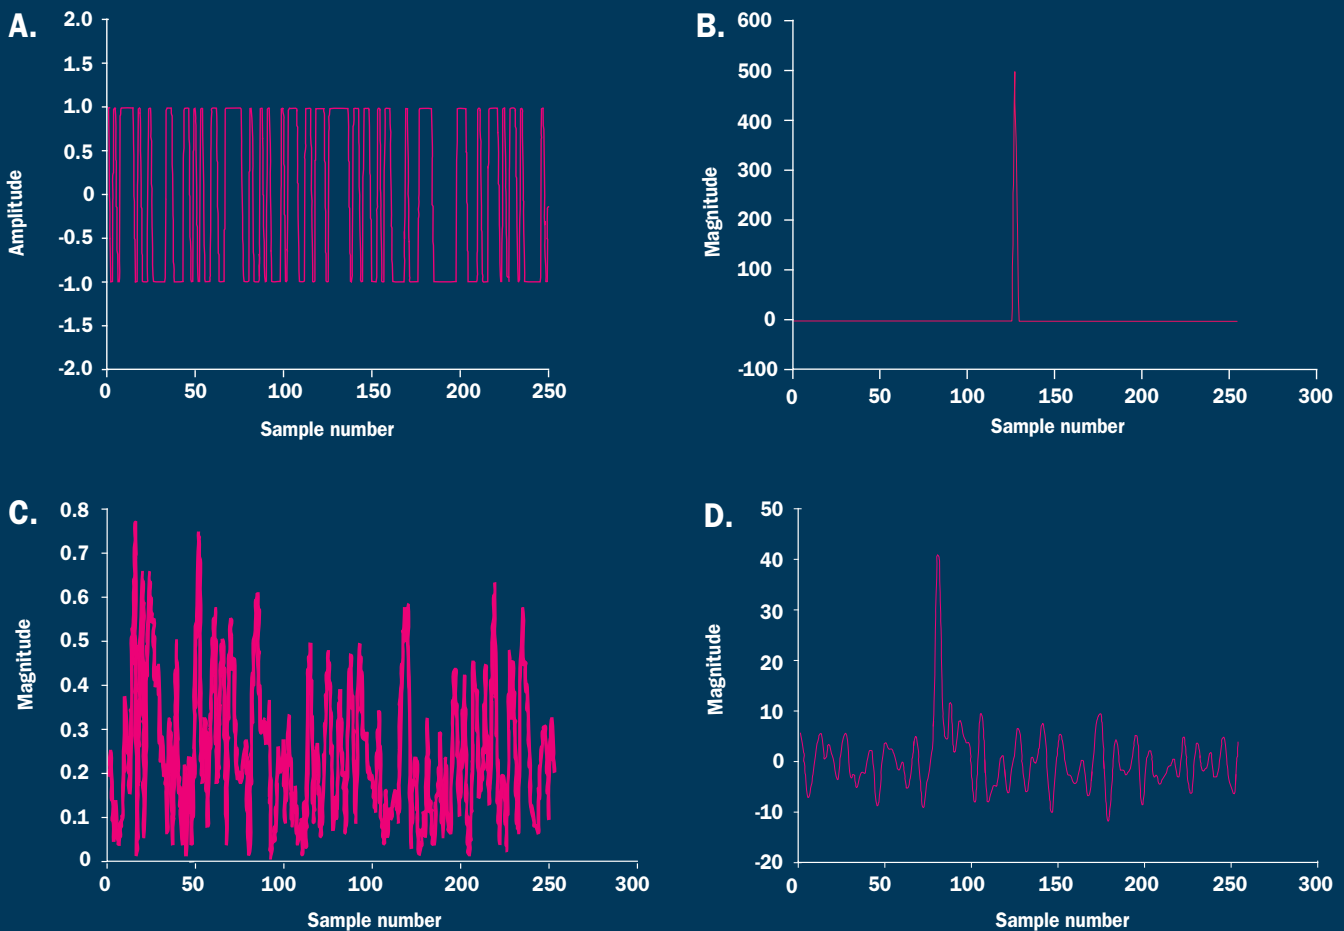 A.
2.0
1.5
1.0
0.5
0
-0.5
-1.0
-1.5
-2.0
Amplitude
0 50 100 150 200 250
Sample number
B.
600
500
400
300
200
100
0
-100
Magnitude
0 50 100 150 200 250 300
Sample number
C.
0.8
0.7
0.6
0.5
0.4
0.3
0.2
0.1
0
Magnitude
0 50 100 100 200 250 300
Sample number
D.
50
40
30
20
10
0
-10
-20
Magnitude
0 50 100 150 200 250 300
Sample number